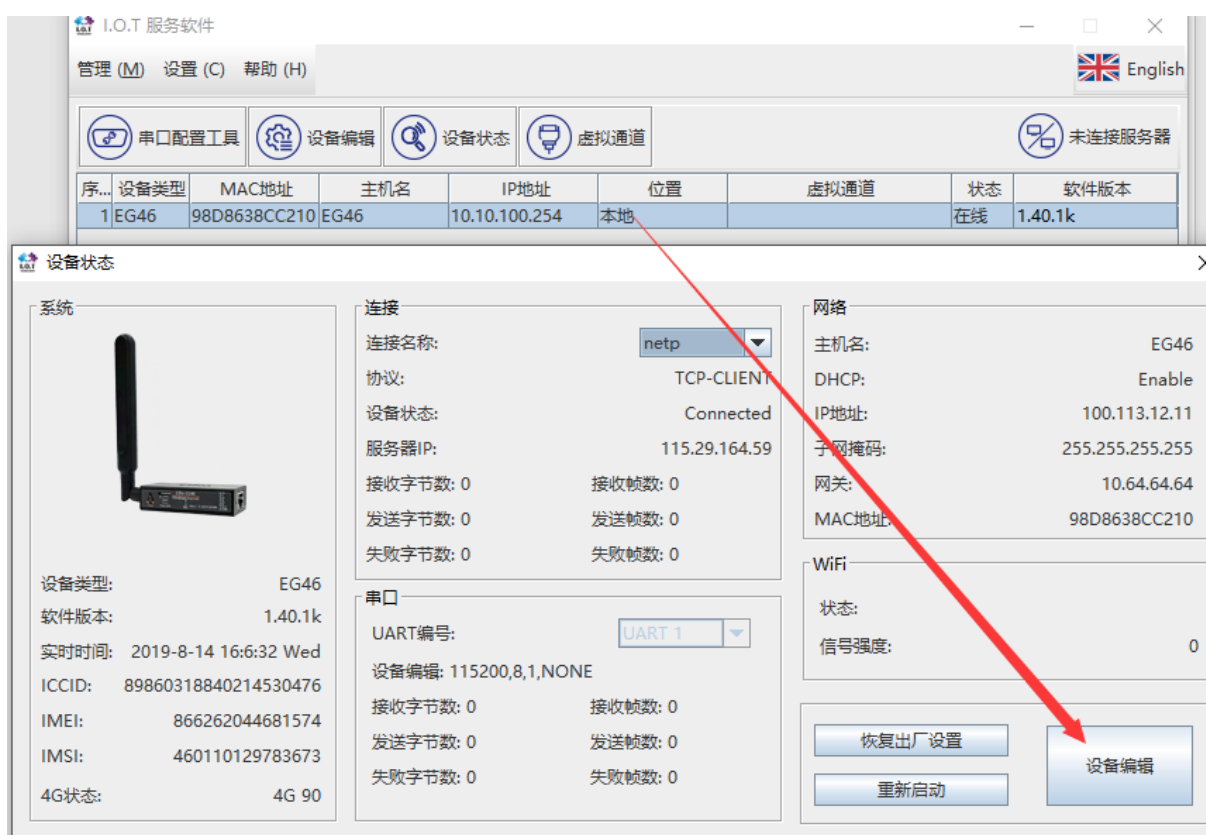 I.O.T 服务软件
管理 (M) 设置 (C) 帮助 (H) English
串口配置工具 设备编辑 设备状态 虚拟通道 未连接服务器
序... 设备类型 MAC地址 主机名 IP地址 位置 虚拟通道 状态 软件版本
1 EG46 98D8638CC210 EG46 10.10.100.254 本地 在线 1.40.1k
设备状态
系统
设备类型: EG46
软件版本: 1.40.1k
实时时间: 2019-8-14 16:6:32 Wed
ICCID: 89860318840214530476
IMEI: 866262044681574
IMSI: 460110129783673
4G状态: 4G 90
连接
连接名称: netp
协议: TCP-CLIENT
设备状态: Connected
服务器IP: 115.29.164.59
接收字节数: 0 接收帧数: 0
发送字节数: 0 发送帧数: 0
失败字节数: 0 失败帧数: 0
串口
UART编号: UART 1
设备编辑: 115200,8,1,NONE
接收字节数: 0 接收帧数: 0
发送字节数: 0 发送帧数: 0
失败字节数: 0 失败帧数: 0
网络
主机名: EG46
DHCP: Enable
IP地址: 100.113.12.11
子网掩码: 255.255.255.255
网关: 10.64.64.64
MAC地址: 98D8638CC210
WiFi
状态:
信号强度: 0
恢复出厂设置
重新启动
设备编辑